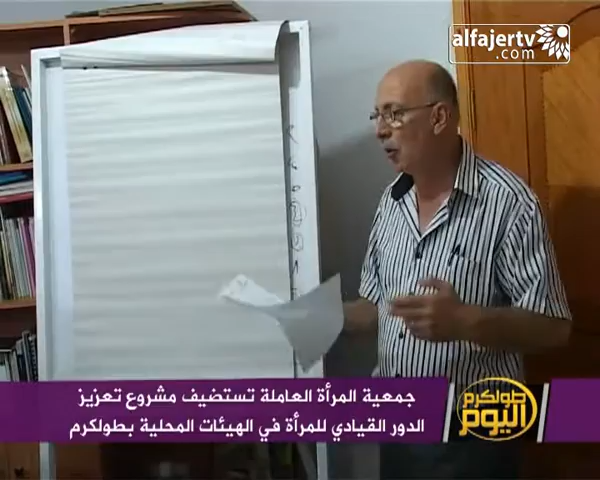 alfajertv
.com
جمعية المرأة العاملة تستضيف مشروع تعزيز
الدور القيادي للمرأة في الهيئات المحلية بطولكرم
طولكرم
اليوم